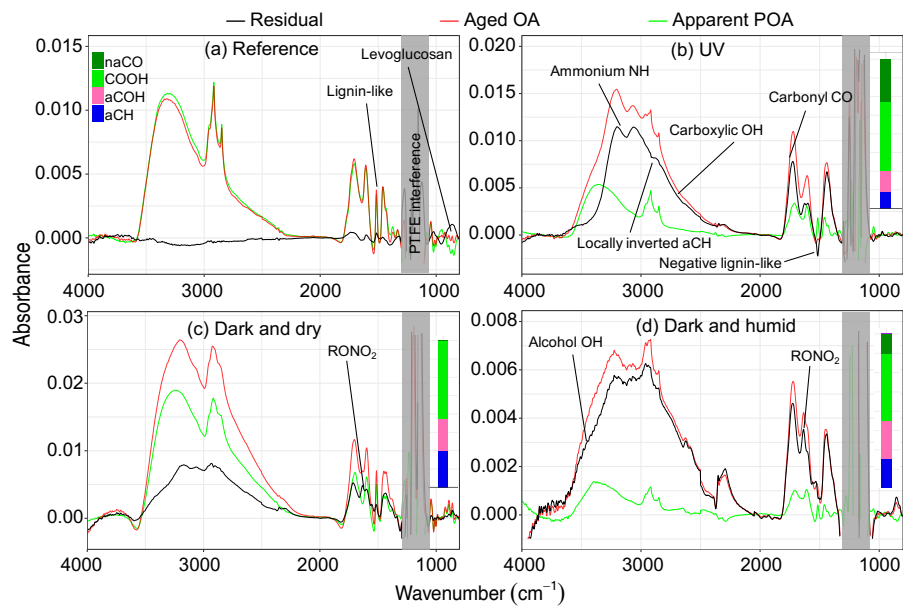 Residual Aged OA Apparent POA
Absorbance
(a) Reference
Levoglucosan
Lignin-like
naCO
COOH
aCOH
aCH
PTFE interference
0.015
0.010
0.005
0.000
4000 3000 2000 1000
(b) UV
Ammonium NH
Carbonyl CO
Carboxylic OH
Locally inverted aCH
Negative lignin-like
0.020
0.015
0.010
0.005
0.000
4000 3000 2000 1000
(c) Dark and dry
RONO₂
0.03
0.02
0.01
0.00
4000 3000 2000 1000
(d) Dark and humid
Alcohol OH
RONO₂
0.008
0.006
0.004
0.002
0.000
4000 3000 2000 1000
Wavenumber (cm⁻¹)